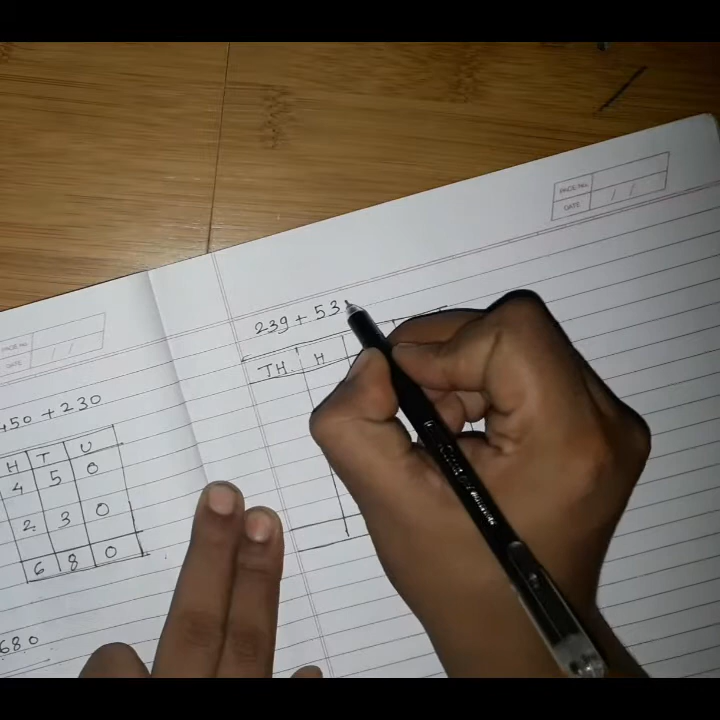 PAGE No.
DATE
PAGE No.
DATE
450 + 230
H T U
4 5 0
2 3 0
6 8 0
680
239 + 53
TH H